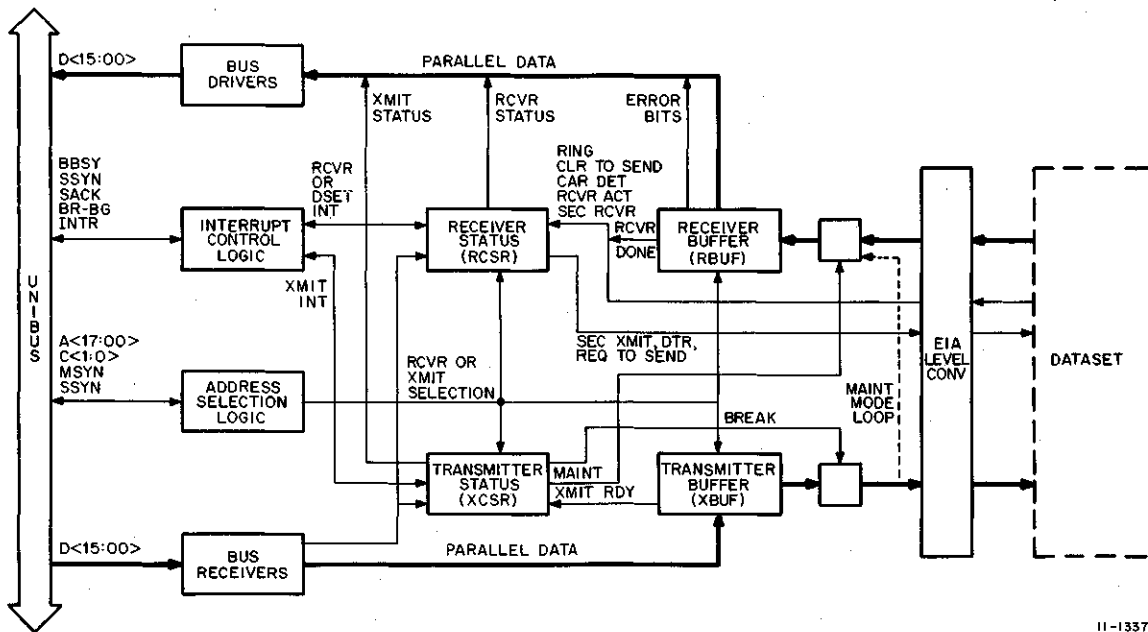 D<15:00>
BUS
DRIVERS
PARALLEL DATA
XMIT
STATUS
RCVR
STATUS
ERROR
BITS
BBSY
SSYN
SACK
BR-BG
INTR
RCVR
OR
DSET
INT
INTERRUPT
CONTROL
LOGIC
XMIT
INT
RECEIVER
STATUS
(RCSR)
RING
CLR TO SEND
CAR DET
RCVR ACT
SEC RCVR
RCVR
DONE
RECEIVER
BUFFER
(RBUF)
UNIBUS
A<17:00>
C<1:0>
MSYN
SSYN
ADDRESS
SELECTION
LOGIC
RCVR OR
XMIT
SELECTION
SEC XMIT, DTR,
REQ TO SEND
EIA
LEVEL
CONV
DATASET
MAINT
MODE
LOOP
BREAK
TRANSMITTER
STATUS
(XCSR)
MAINT
XMIT RDY
TRANSMITTER
BUFFER
(XBUF)
D<15:00>
BUS
RECEIVERS
PARALLEL DATA
11-1337